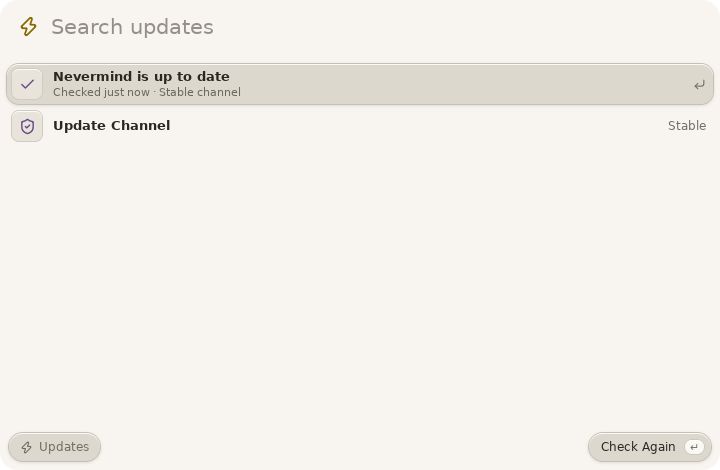 Search updates
Nevermind is up to date
Checked just now · Stable channel
Update Channel
Stable
Updates
Check Again